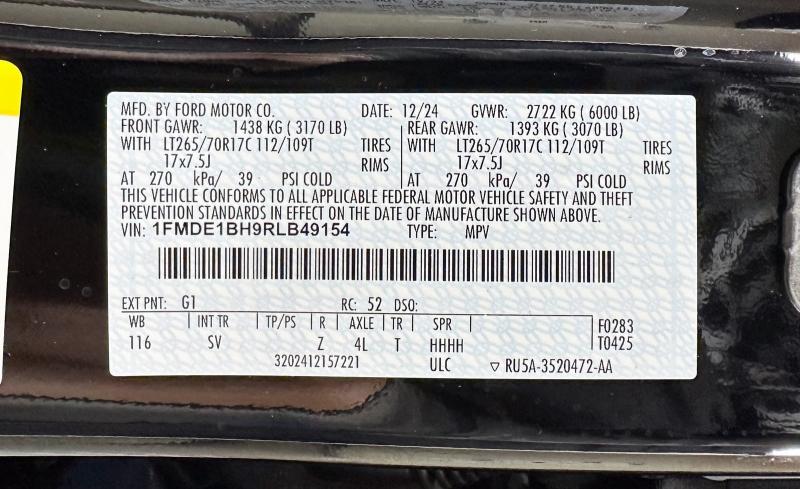 MFD. BY FORD MOTOR CO. DATE: 12/24 GVWR: 2722 KG ( 6000 LB)
FRONT GAWR: 1438 KG ( 3170 LB) REAR GAWR: 1393 KG ( 3070 LB)
WITH LT265/70R17C 112/109T TIRES WITH LT265/70R17C 112/109T TIRES
17x7.5J RIMS 17x7.5J RIMS
AT 270 kPa/ 39 PSI COLD AT 270 kPa/ 39 PSI COLD
THIS VEHICLE CONFORMS TO ALL APPLICABLE FEDERAL MOTOR VEHICLE SAFETY AND THEFT
PREVENTION STANDARDS IN EFFECT ON THE DATE OF MANUFACTURE SHOWN ABOVE.
VIN: 1FMDE1BH9RLB49154 TYPE: MPV
EXT PNT: G1 RC: 52 DSO:
WB INT TR TP/PS R AXLE TR SPR F0283
116 SV Z 4L T HHHH T0425
3202412157221 ULC ▽ RU5A-3520472-AA